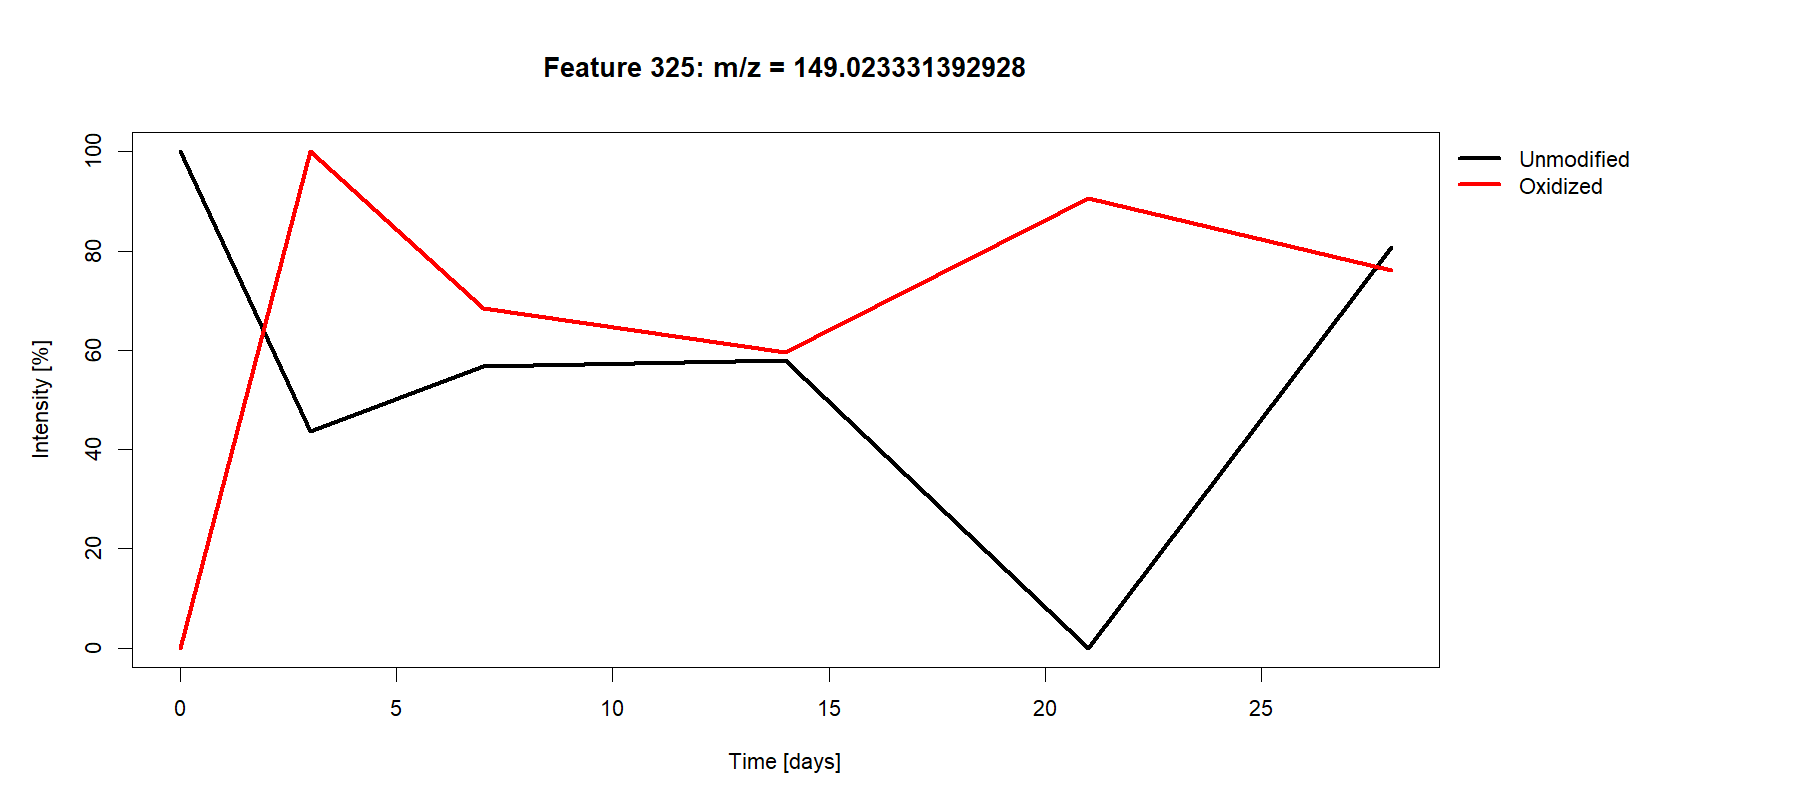 Feature 325: m/z = 149.023331392928
Unmodified
Oxidized
Intensity [%]
100
80
60
40
20
0
0 5 10 15 20 25
Time [days]